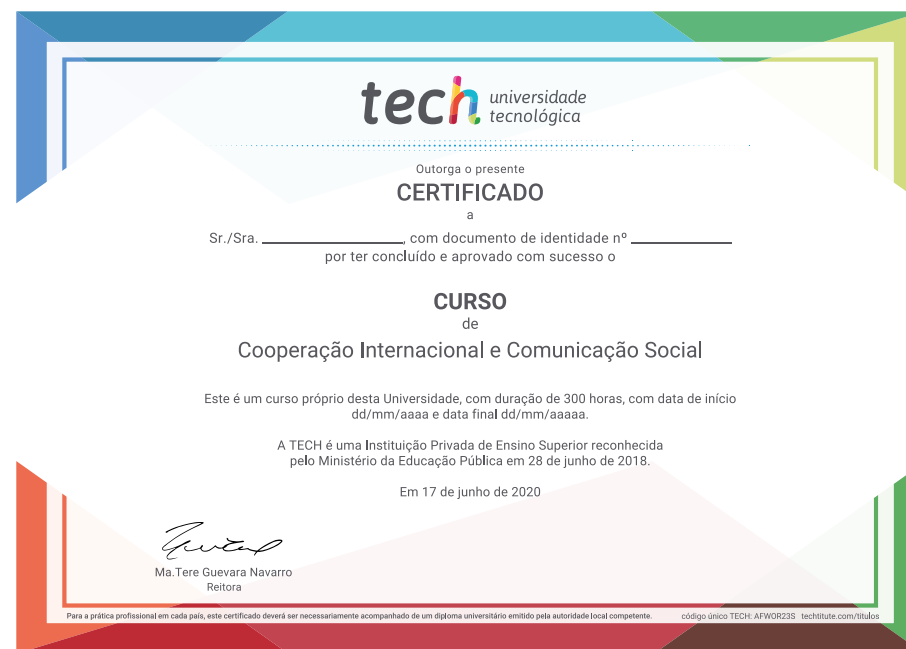 tech universidade
tecnológica
Outorga o presente
CERTIFICADO
a
Sr./Sra. ____________, com documento de identidade nº ____________
por ter concluído e aprovado com sucesso o
CURSO
de
Cooperação Internacional e Comunicação Social
Este é um curso próprio desta Universidade, com duração de 300 horas, com data de início
dd/mm/aaaa e data final dd/mm/aaaaa.
A TECH é uma Instituição Privada de Ensino Superior reconhecida
pelo Ministério da Educação Pública em 28 de junho de 2018.
Em 17 de junho de 2020
Ma.Tere Guevara Navarro
Reitora
Para a prática profissional em cada país, este certificado deverá ser necessariamente acompanhado de um diploma universitário emitido pela autoridade local competente. código único TECH: AFWOR23S techtitute.com/titulos